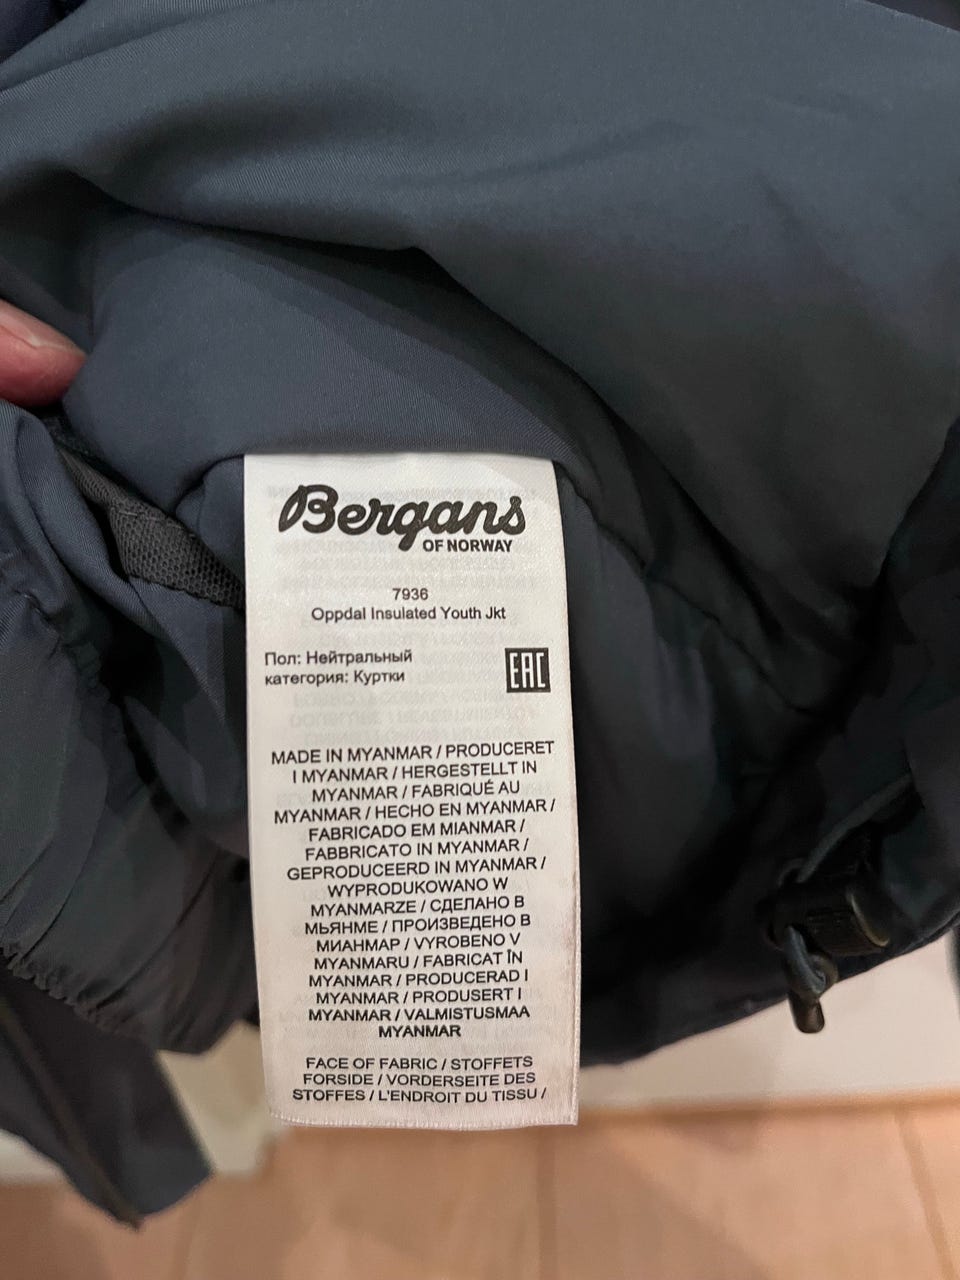 Bergans
OF NORWAY
7936
Oppdal Insulated Youth Jkt
Пол: Нейтральный
категория: Куртки
EAC
MADE IN MYANMAR / PRODUCERET
I MYANMAR / HERGESTELLT IN
MYANMAR / FABRIQUÉ AU
MYANMAR / HECHO EN MYANMAR /
FABRICADO EM MIANMAR /
FABBRICATO IN MYANMAR /
GEPRODUCEERD IN MYANMAR /
WYPRODUKOWANO W
MYANMARZE / СДЕЛАНО В
МЬЯНМЕ / ПРОИЗВЕДЕНО В
МИАНМАР / VYROBENO V
MYANMARU / FABRICAT ÎN
MYANMAR / PRODUCERAD I
MYANMAR / PRODUSERT I
MYANMAR / VALMISTUSMAA
MYANMAR
FACE OF FABRIC / STOFFETS
FORSIDE / VORDERSEITE DES
STOFFES / L'ENDROIT DU TISSU /